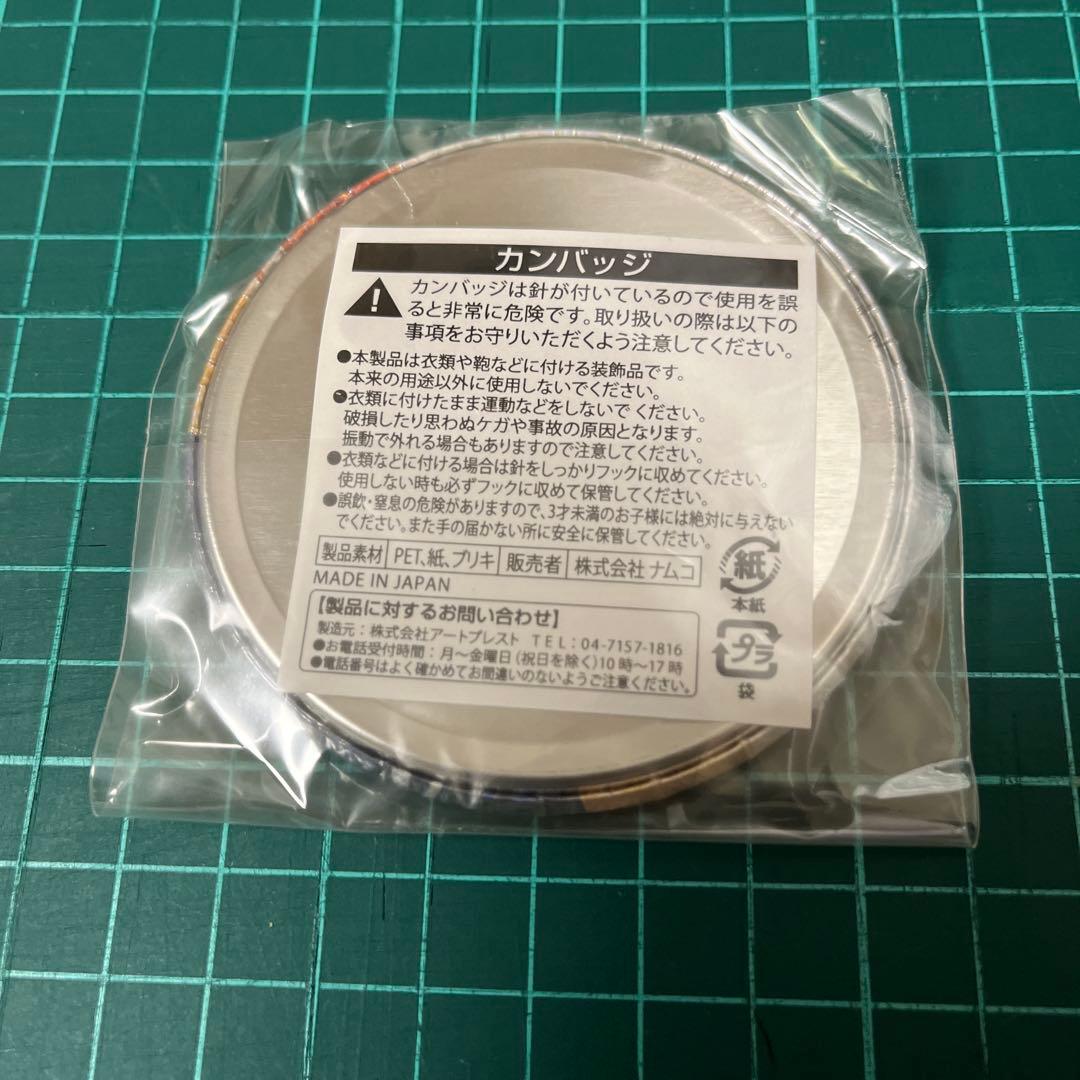 カンバッジ
カンバッジは針が付いているので使用を誤
ると非常に危険です。取り扱いの際は以下の
事項をお守りいただくよう注意してください。
●本製品は衣類や鞄などに付ける装飾品です。
本来の用途以外に使用しないでください。
●衣類に付けたまま運動などをしないでください。
破損したり思わぬケガや事故の原因となります。
振動で外れる場合もありますので注意してください。
●衣類などに付ける場合は針をしっかりフックに収めてください。
使用しない時も必ずフックに収めて保管してください。
●誤飲・窒息の危険がありますので、3才未満のお子様には絶対に与えない
でください。また手の届かない所に安全に保管してください。
製品素材 PET、紙、ブリキ 販売者 株式会社 ナムコ
MADE IN JAPAN
【製品に対するお問い合わせ】
製造元：株式会社アートプレスト TEL：04-7157-1816
●お電話受付時間：月～金曜日（祝日を除く）10時～17時
●電話番号はよく確かめてお間違いのないようご注意ください。
紙
本紙
プラ
袋